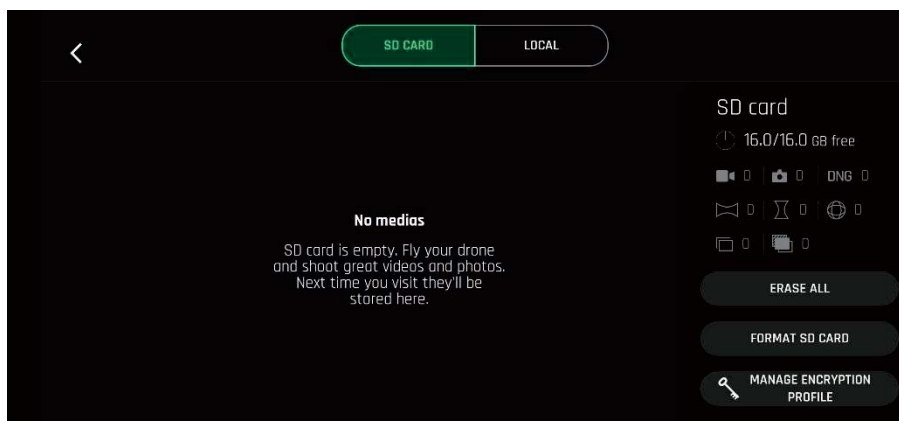 SD CARD
LOCAL
SD card
16.0/16.0 GB free
0
0
DNG 0
0
0
0
0
0
No medias
SD card is empty. Fly your drone
and shoot great videos and photos.
Next time you visit they'll be
stored here.
ERASE ALL
FORMAT SD CARD
MANAGE ENCRYPTION
PROFILE